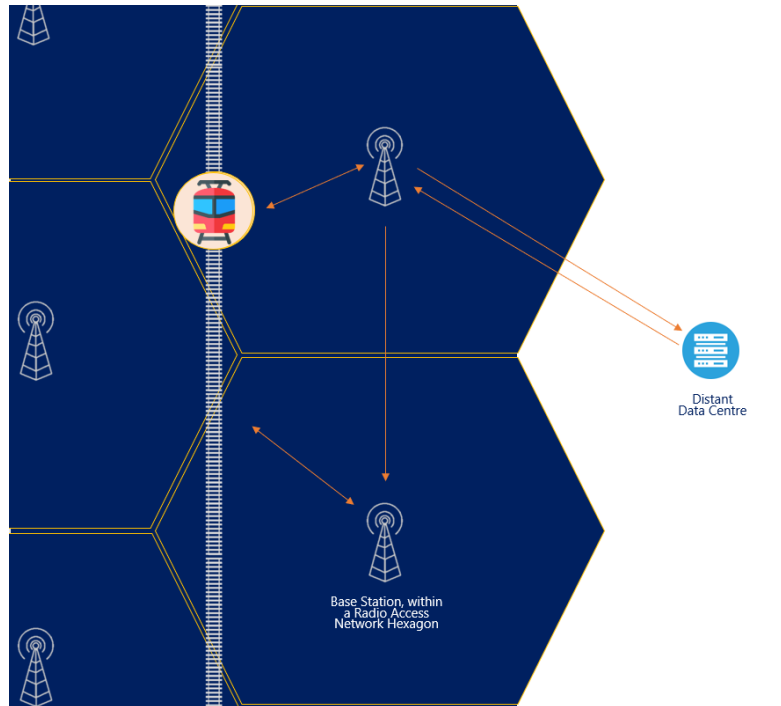 Distant
Data Centre
Base Station, within
a Radio Access
Network Hexagon